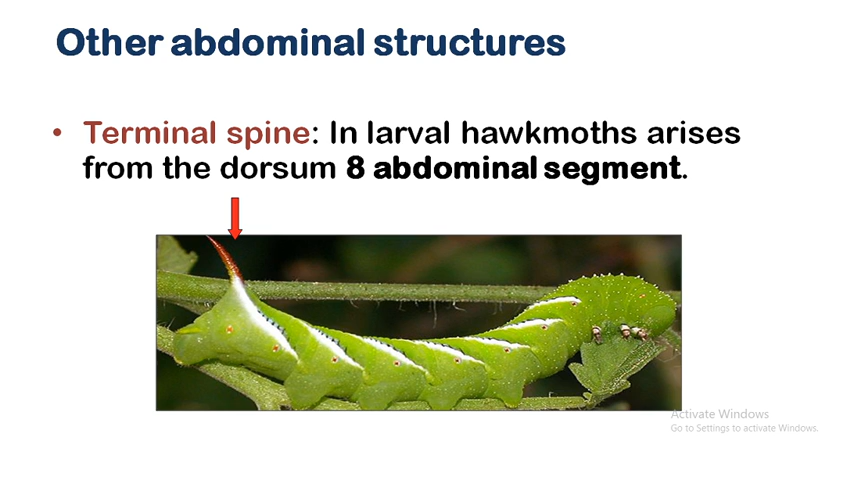 Other abdominal structures
• Terminal spine: In larval hawkmoths arises
from the dorsum 8 abdominal segment.
Activate Windows
Go to Settings to activate Windows.